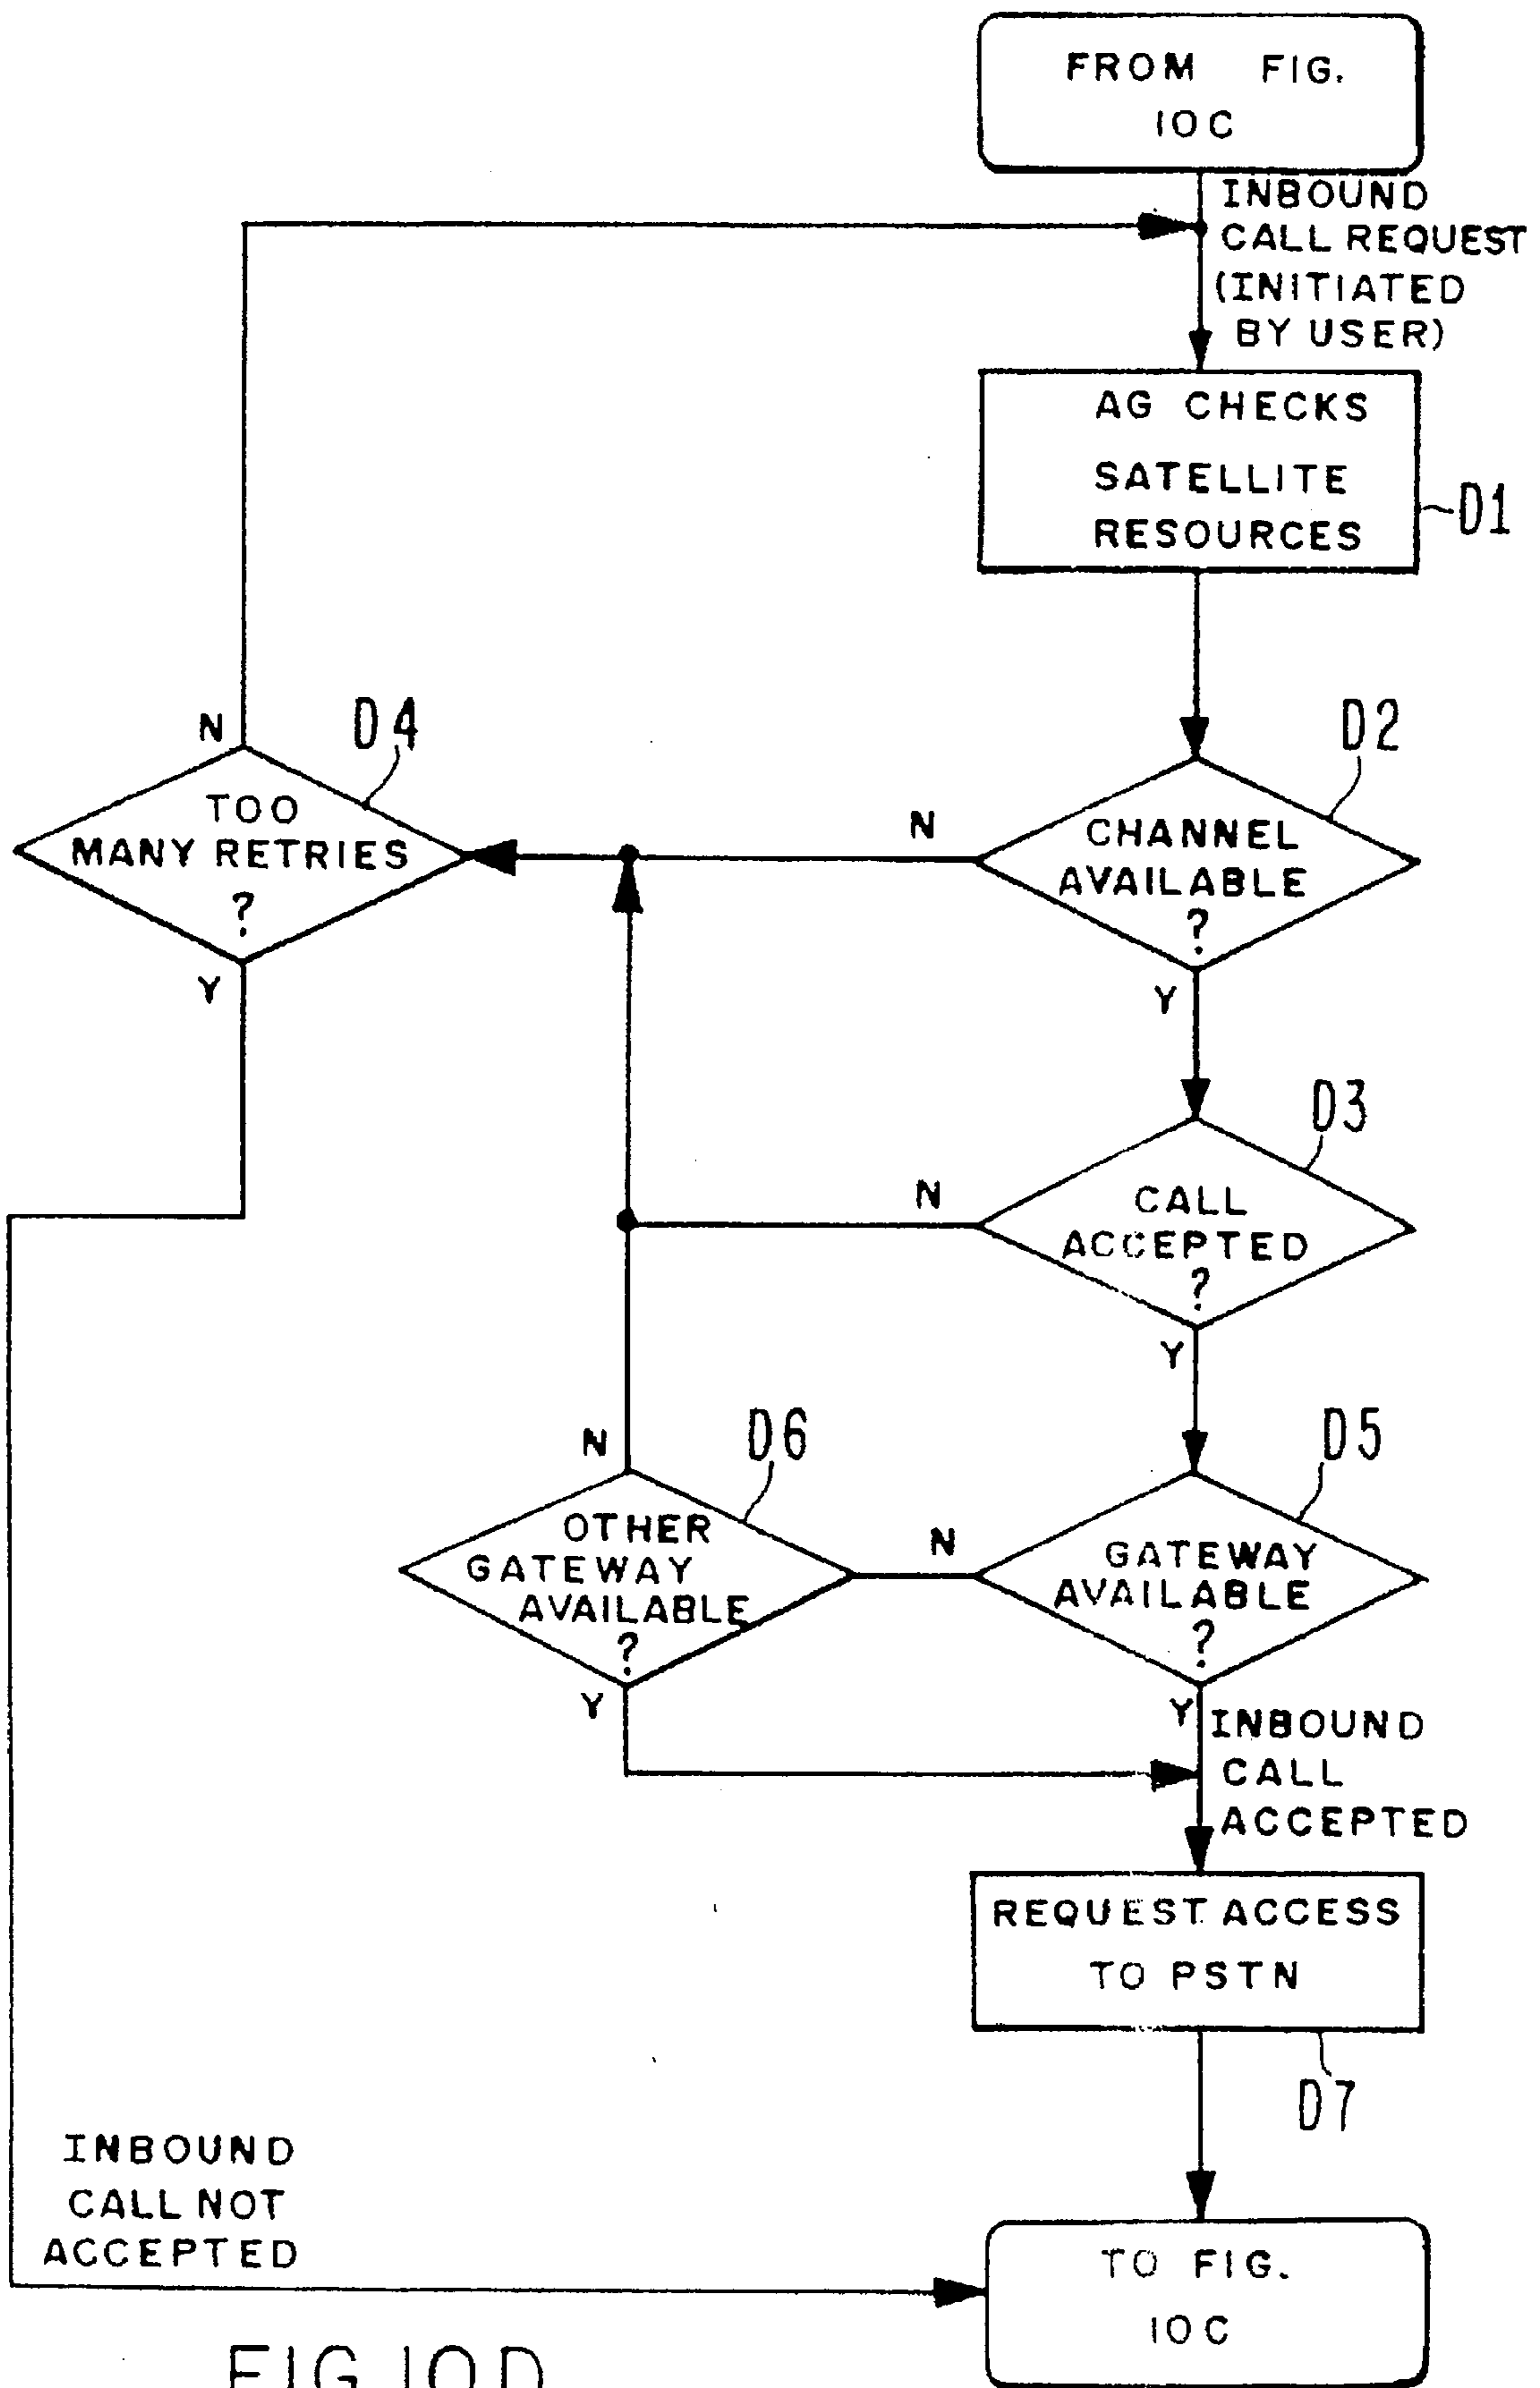 FROM FIG.
10C
INBOUND
CALL REQUEST
(INITIATED
BY USER)
AG CHECKS
SATELLITE
RESOURCES
D1
N
D4
TOO
MANY RETRIES
?
Y
D2
N
CHANNEL
AVAILABLE
?
Y
D3
N
CALL
ACCEPTED
?
Y
N
D6
OTHER
GATEWAY
AVAILABLE
?
Y
D5
N
GATEWAY
AVAILABLE
?
Y
INBOUND
CALL
ACCEPTED
REQUEST ACCESS
TO PSTN
D7
INBOUND
CALL NOT
ACCEPTED
TO FIG.
10C
FIG. 10D